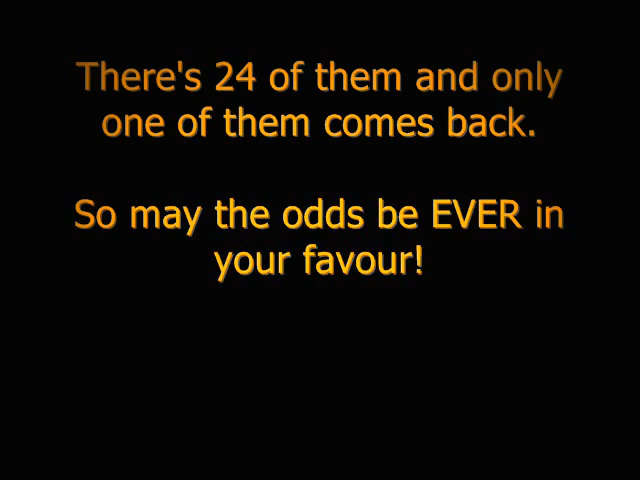 There's 24 of them and only
one of them comes back.
So may the odds be EVER in
your favour!